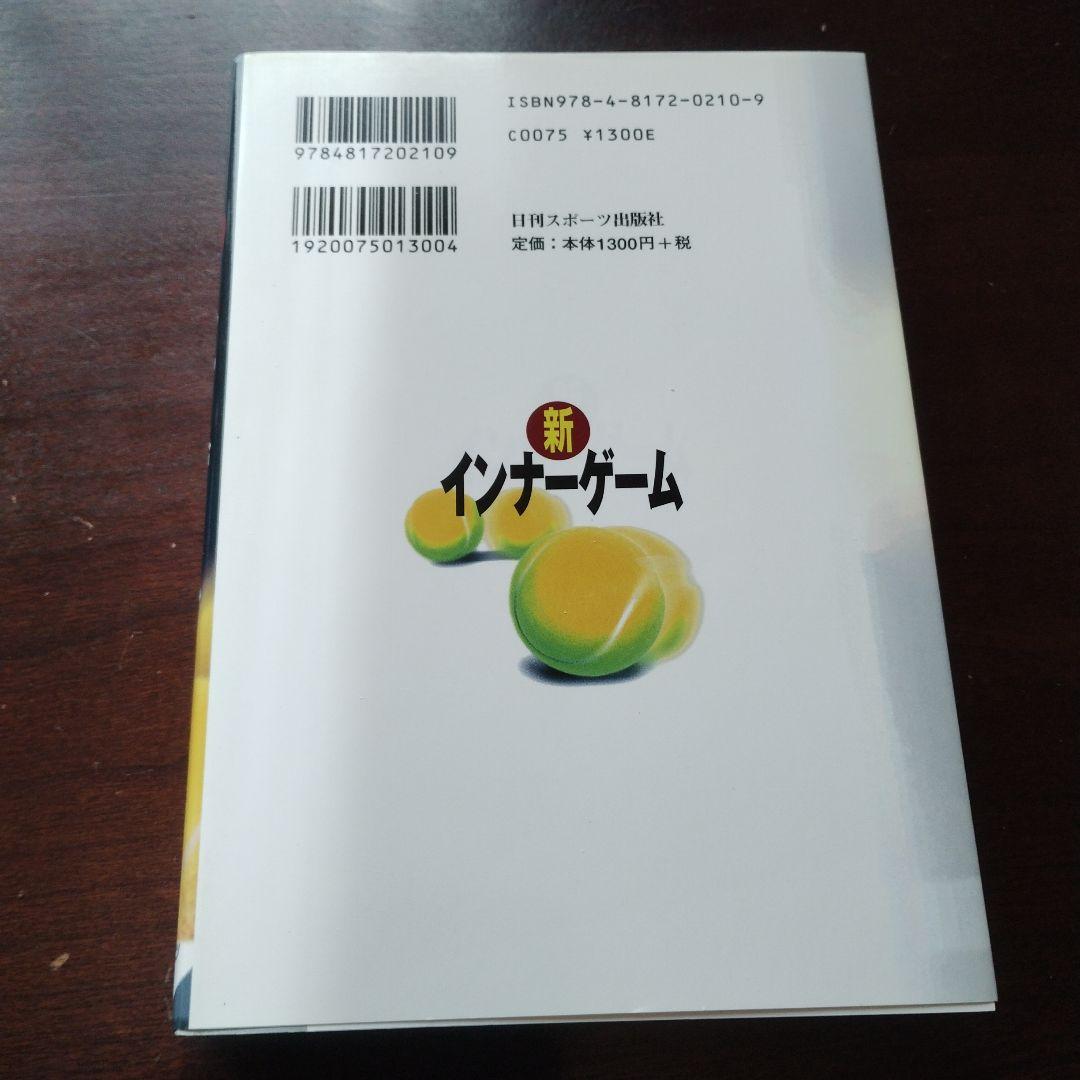 ISBN978-4-8172-0210-9
C0075 ¥1300E
9784817202109
1920075013004
日刊スポーツ出版社
定価：本体1300円＋税
新
インナーゲーム